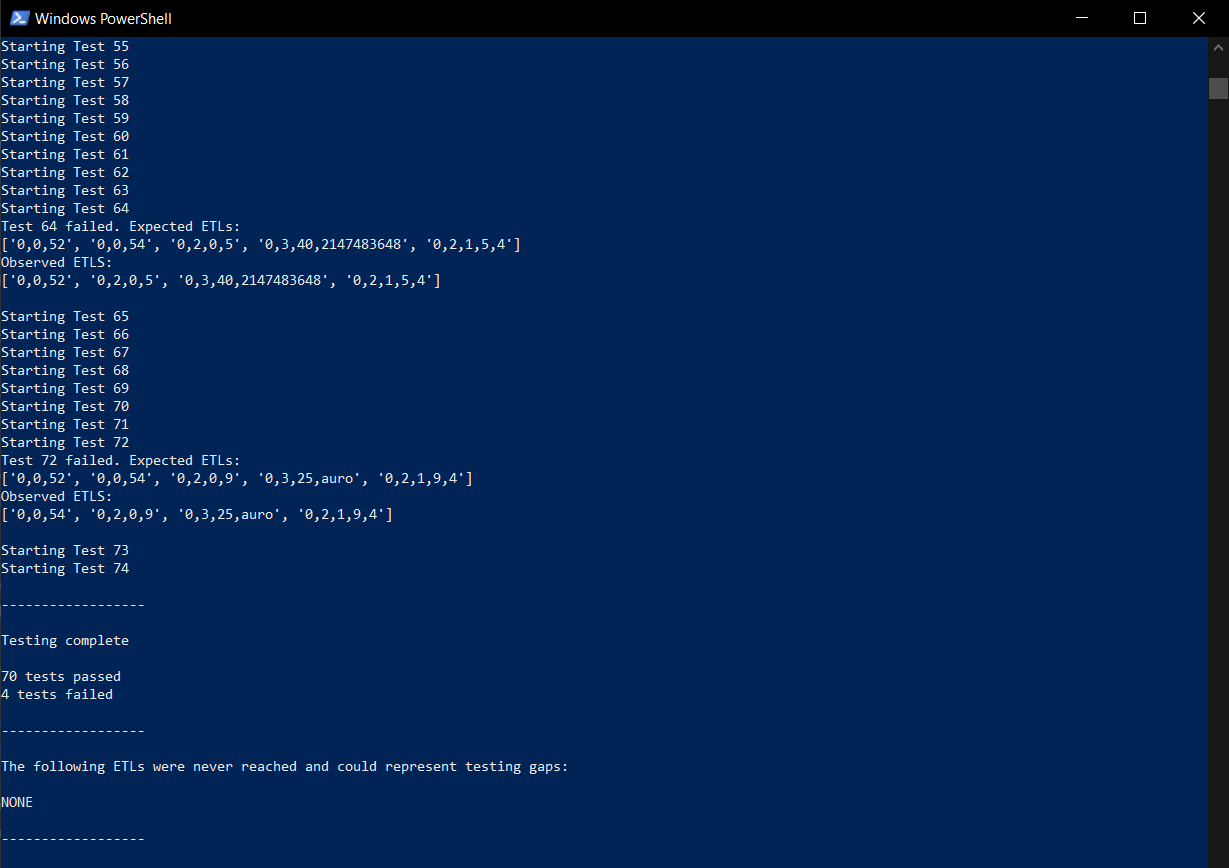 Windows PowerShell
Starting Test 55
Starting Test 56
Starting Test 57
Starting Test 58
Starting Test 59
Starting Test 60
Starting Test 61
Starting Test 62
Starting Test 63
Starting Test 64
Test 64 failed. Expected ETLs:
['0,0,52', '0,0,54', '0,2,0,5', '0,3,40,2147483648', '0,2,1,5,4']
Observed ETLS:
['0,0,52', '0,2,0,5', '0,3,40,2147483648', '0,2,1,5,4']
Starting Test 65
Starting Test 66
Starting Test 67
Starting Test 68
Starting Test 69
Starting Test 70
Starting Test 71
Starting Test 72
Test 72 failed. Expected ETLs:
['0,0,52', '0,0,54', '0,2,0,9', '0,3,25,auro', '0,2,1,9,4']
Observed ETLS:
['0,0,54', '0,2,0,9', '0,3,25,auro', '0,2,1,9,4']
Starting Test 73
Starting Test 74
------------------
Testing complete
70 tests passed
4 tests failed
------------------
The following ETLs were never reached and could represent testing gaps:
NONE
------------------